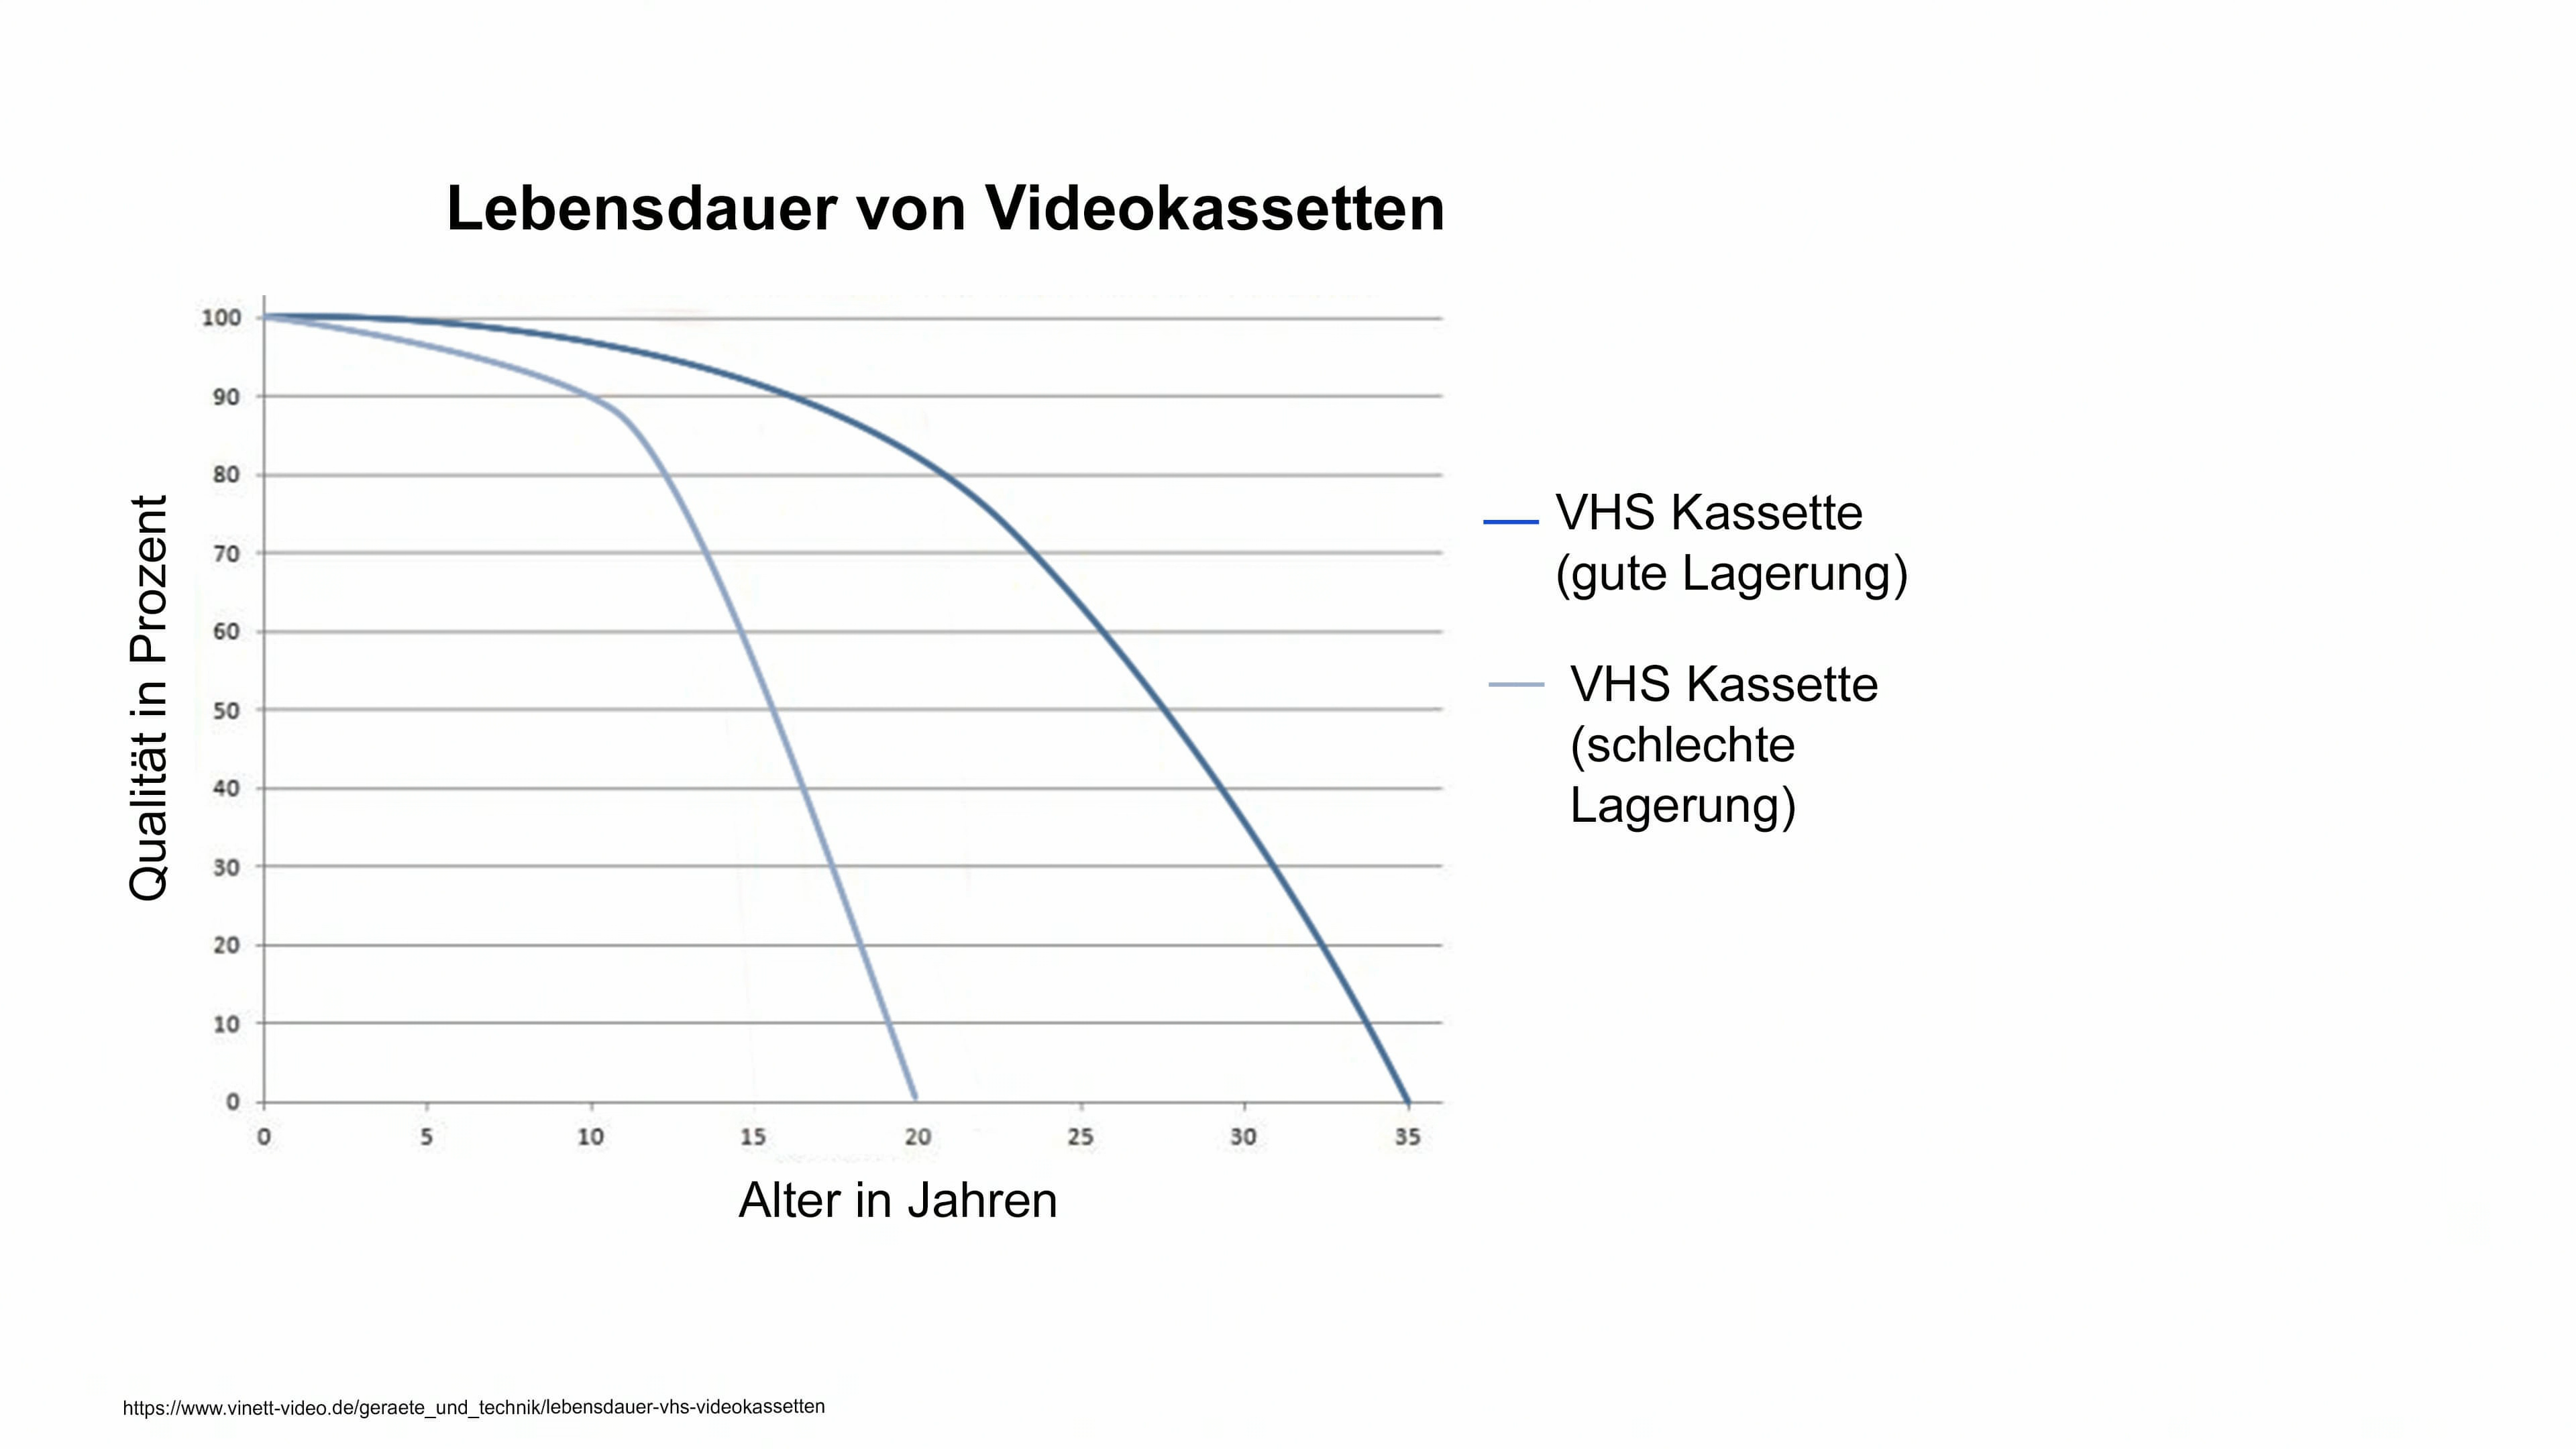 Lebensdauer von Videokassetten
Qualität in Prozent
100
90
80
70
60
50
40
30
20
10
0
0 5 10 15 20 25 30 35
Alter in Jahren
VHS Kassette
(gute Lagerung)
VHS Kassette
(schlechte
Lagerung)
https://www.vinett-video.de/geraete_und_technik/lebensdauer-vhs-videokassetten